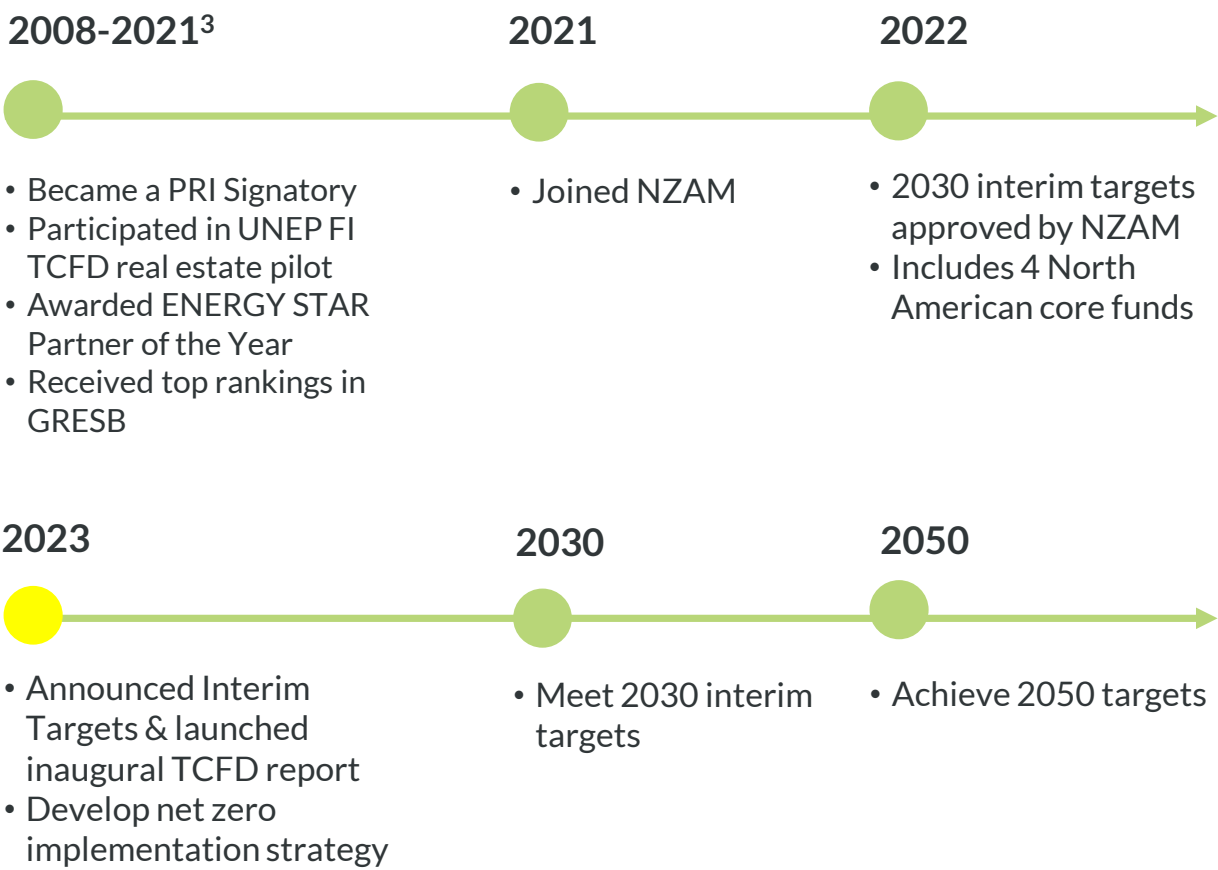 2008-2021³
• Became a PRI Signatory
• Participated in UNEP FI
TCFD real estate pilot
• Awarded ENERGY STAR
Partner of the Year
• Received top rankings in
GRESB
2021
• Joined NZAM
2022
• 2030 interim targets
approved by NZAM
• Includes 4 North
American core funds
2023
• Announced Interim
Targets & launched
inaugural TCFD report
• Develop net zero
implementation strategy
2030
• Meet 2030 interim
targets
2050
• Achieve 2050 targets